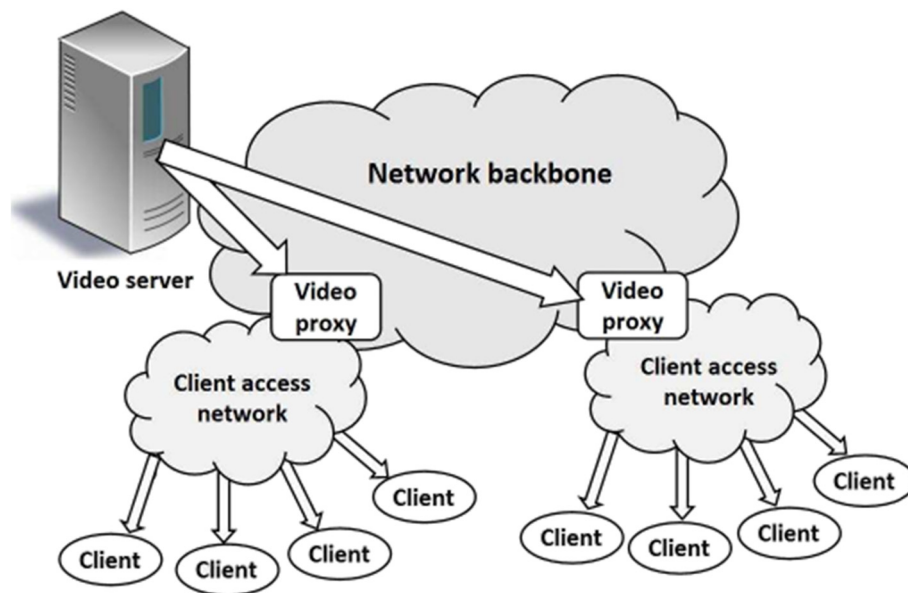 Network backbone
Video server
Video
proxy
Video
proxy
Client access
network
Client access
network
Client
Client
Client
Client
Client
Client
Client
Client